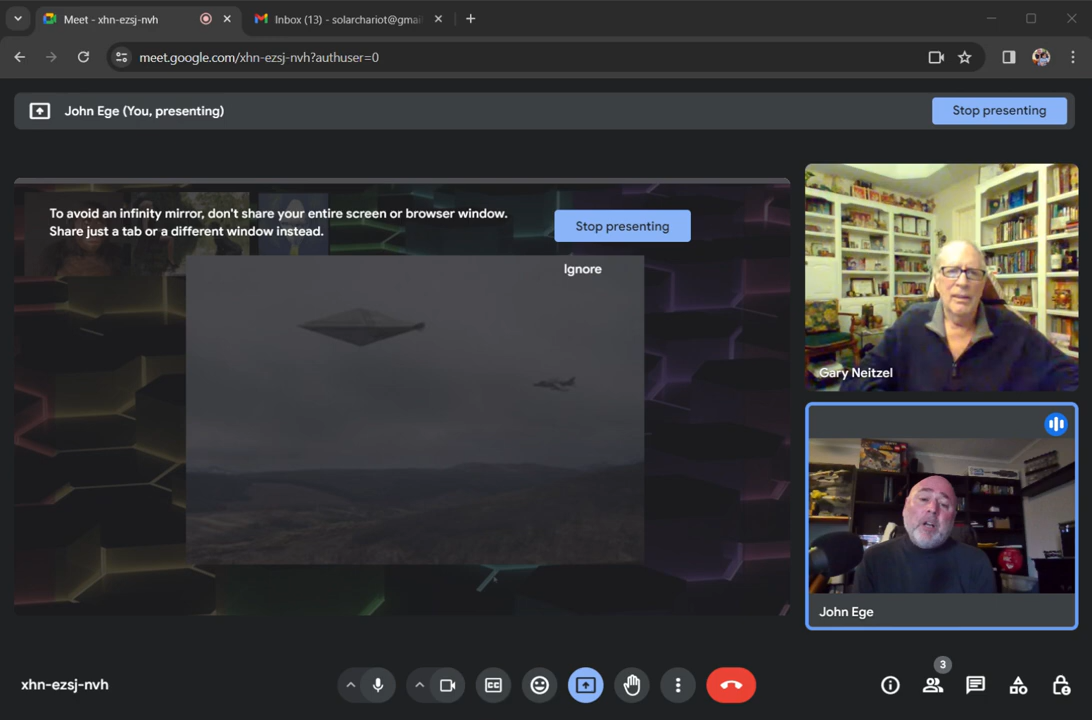 Meet - xhn-ezsj-nvh
Inbox (13) - solarchariot@gmai
meet.google.com/xhn-ezsj-nvh?authuser=0
John Ege (You, presenting)
Stop presenting
To avoid an infinity mirror, don't share your entire screen or browser window.
Share just a tab or a different window instead.
Stop presenting
Ignore
Gary Neitzel
John Ege
xhn-ezsj-nvh
CC
3